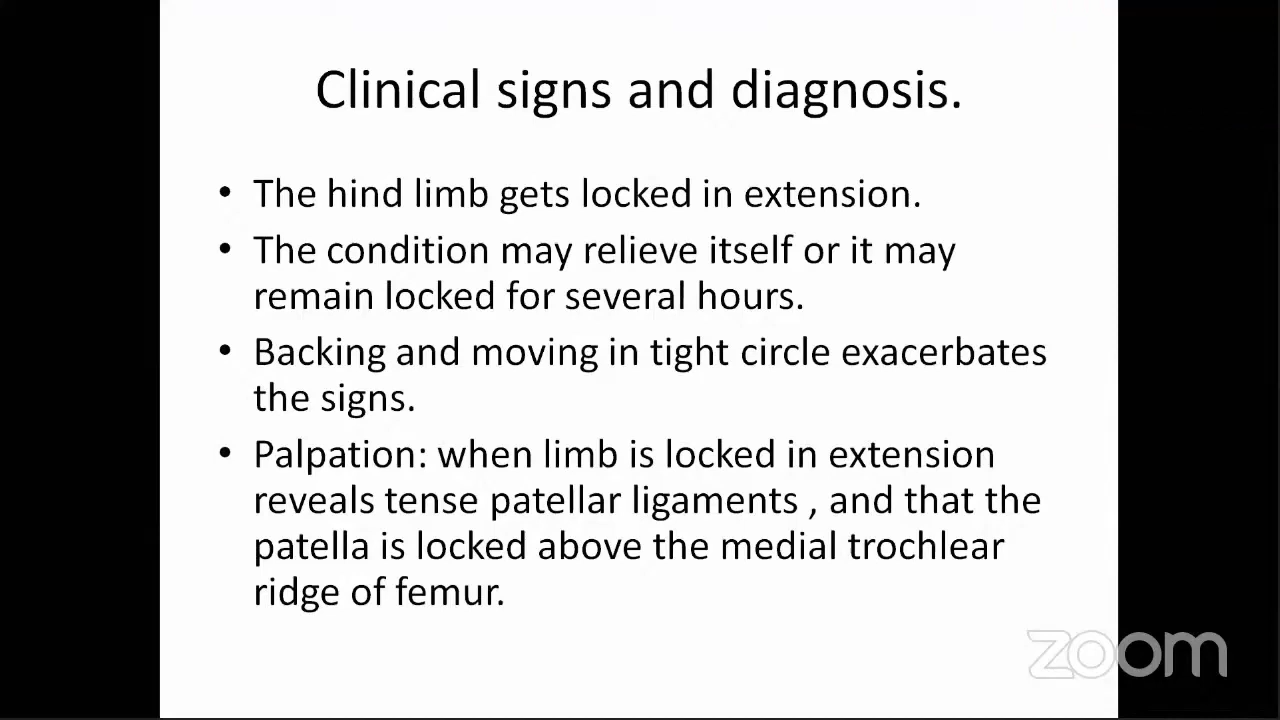 Clinical signs and diagnosis.
• The hind limb gets locked in extension.
• The condition may relieve itself or it may
remain locked for several hours.
• Backing and moving in tight circle exacerbates
the signs.
• Palpation: when limb is locked in extension
reveals tense patellar ligaments , and that the
patella is locked above the medial trochlear
ridge of femur.
zoom